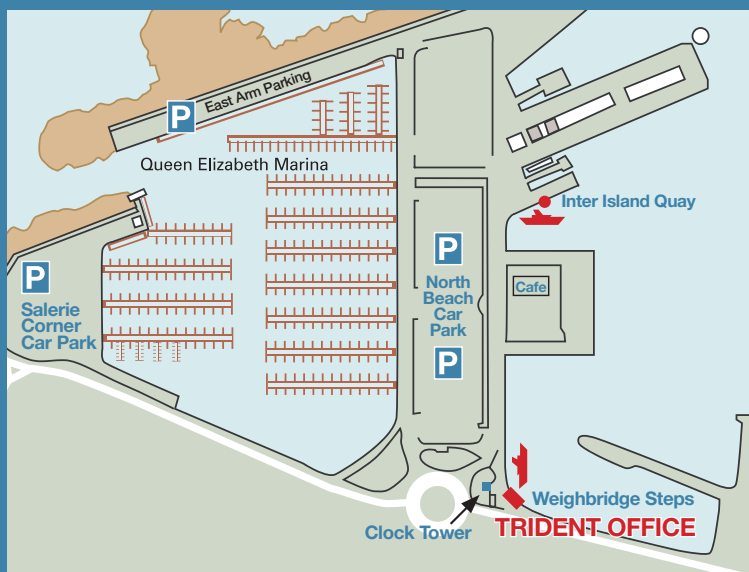 P
East Arm Parking
Queen Elizabeth Marina
Inter Island Quay
P
P
Salerie
Corner
Car Park
North
Beach
Car
Park
Cafe
P
Weighbridge Steps
TRIDENT OFFICE
Clock Tower